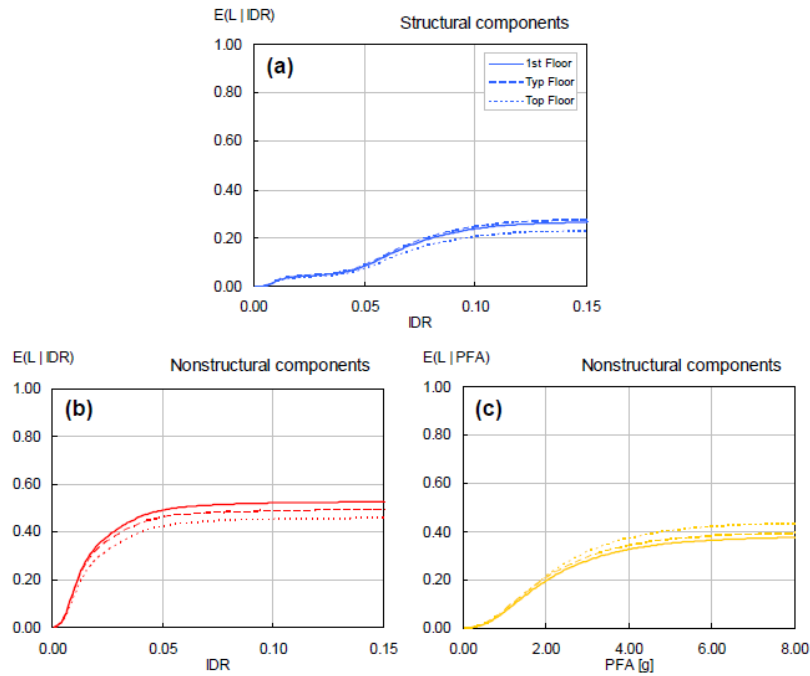 E(L | IDR)
Structural components
1.00
(a)
1st Floor
Typ Floor
Top Floor
0.80
0.60
0.40
0.20
0.00
0.00 0.05 0.10 0.15
IDR
E(L | IDR)
Nonstructural components
1.00
(b)
0.80
0.60
0.40
0.20
0.00
0.00 0.05 0.10 0.15
IDR
E(L | PFA)
Nonstructural components
1.00
(c)
0.80
0.60
0.40
0.20
0.00
0.00 2.00 4.00 6.00 8.00
PFA [g]